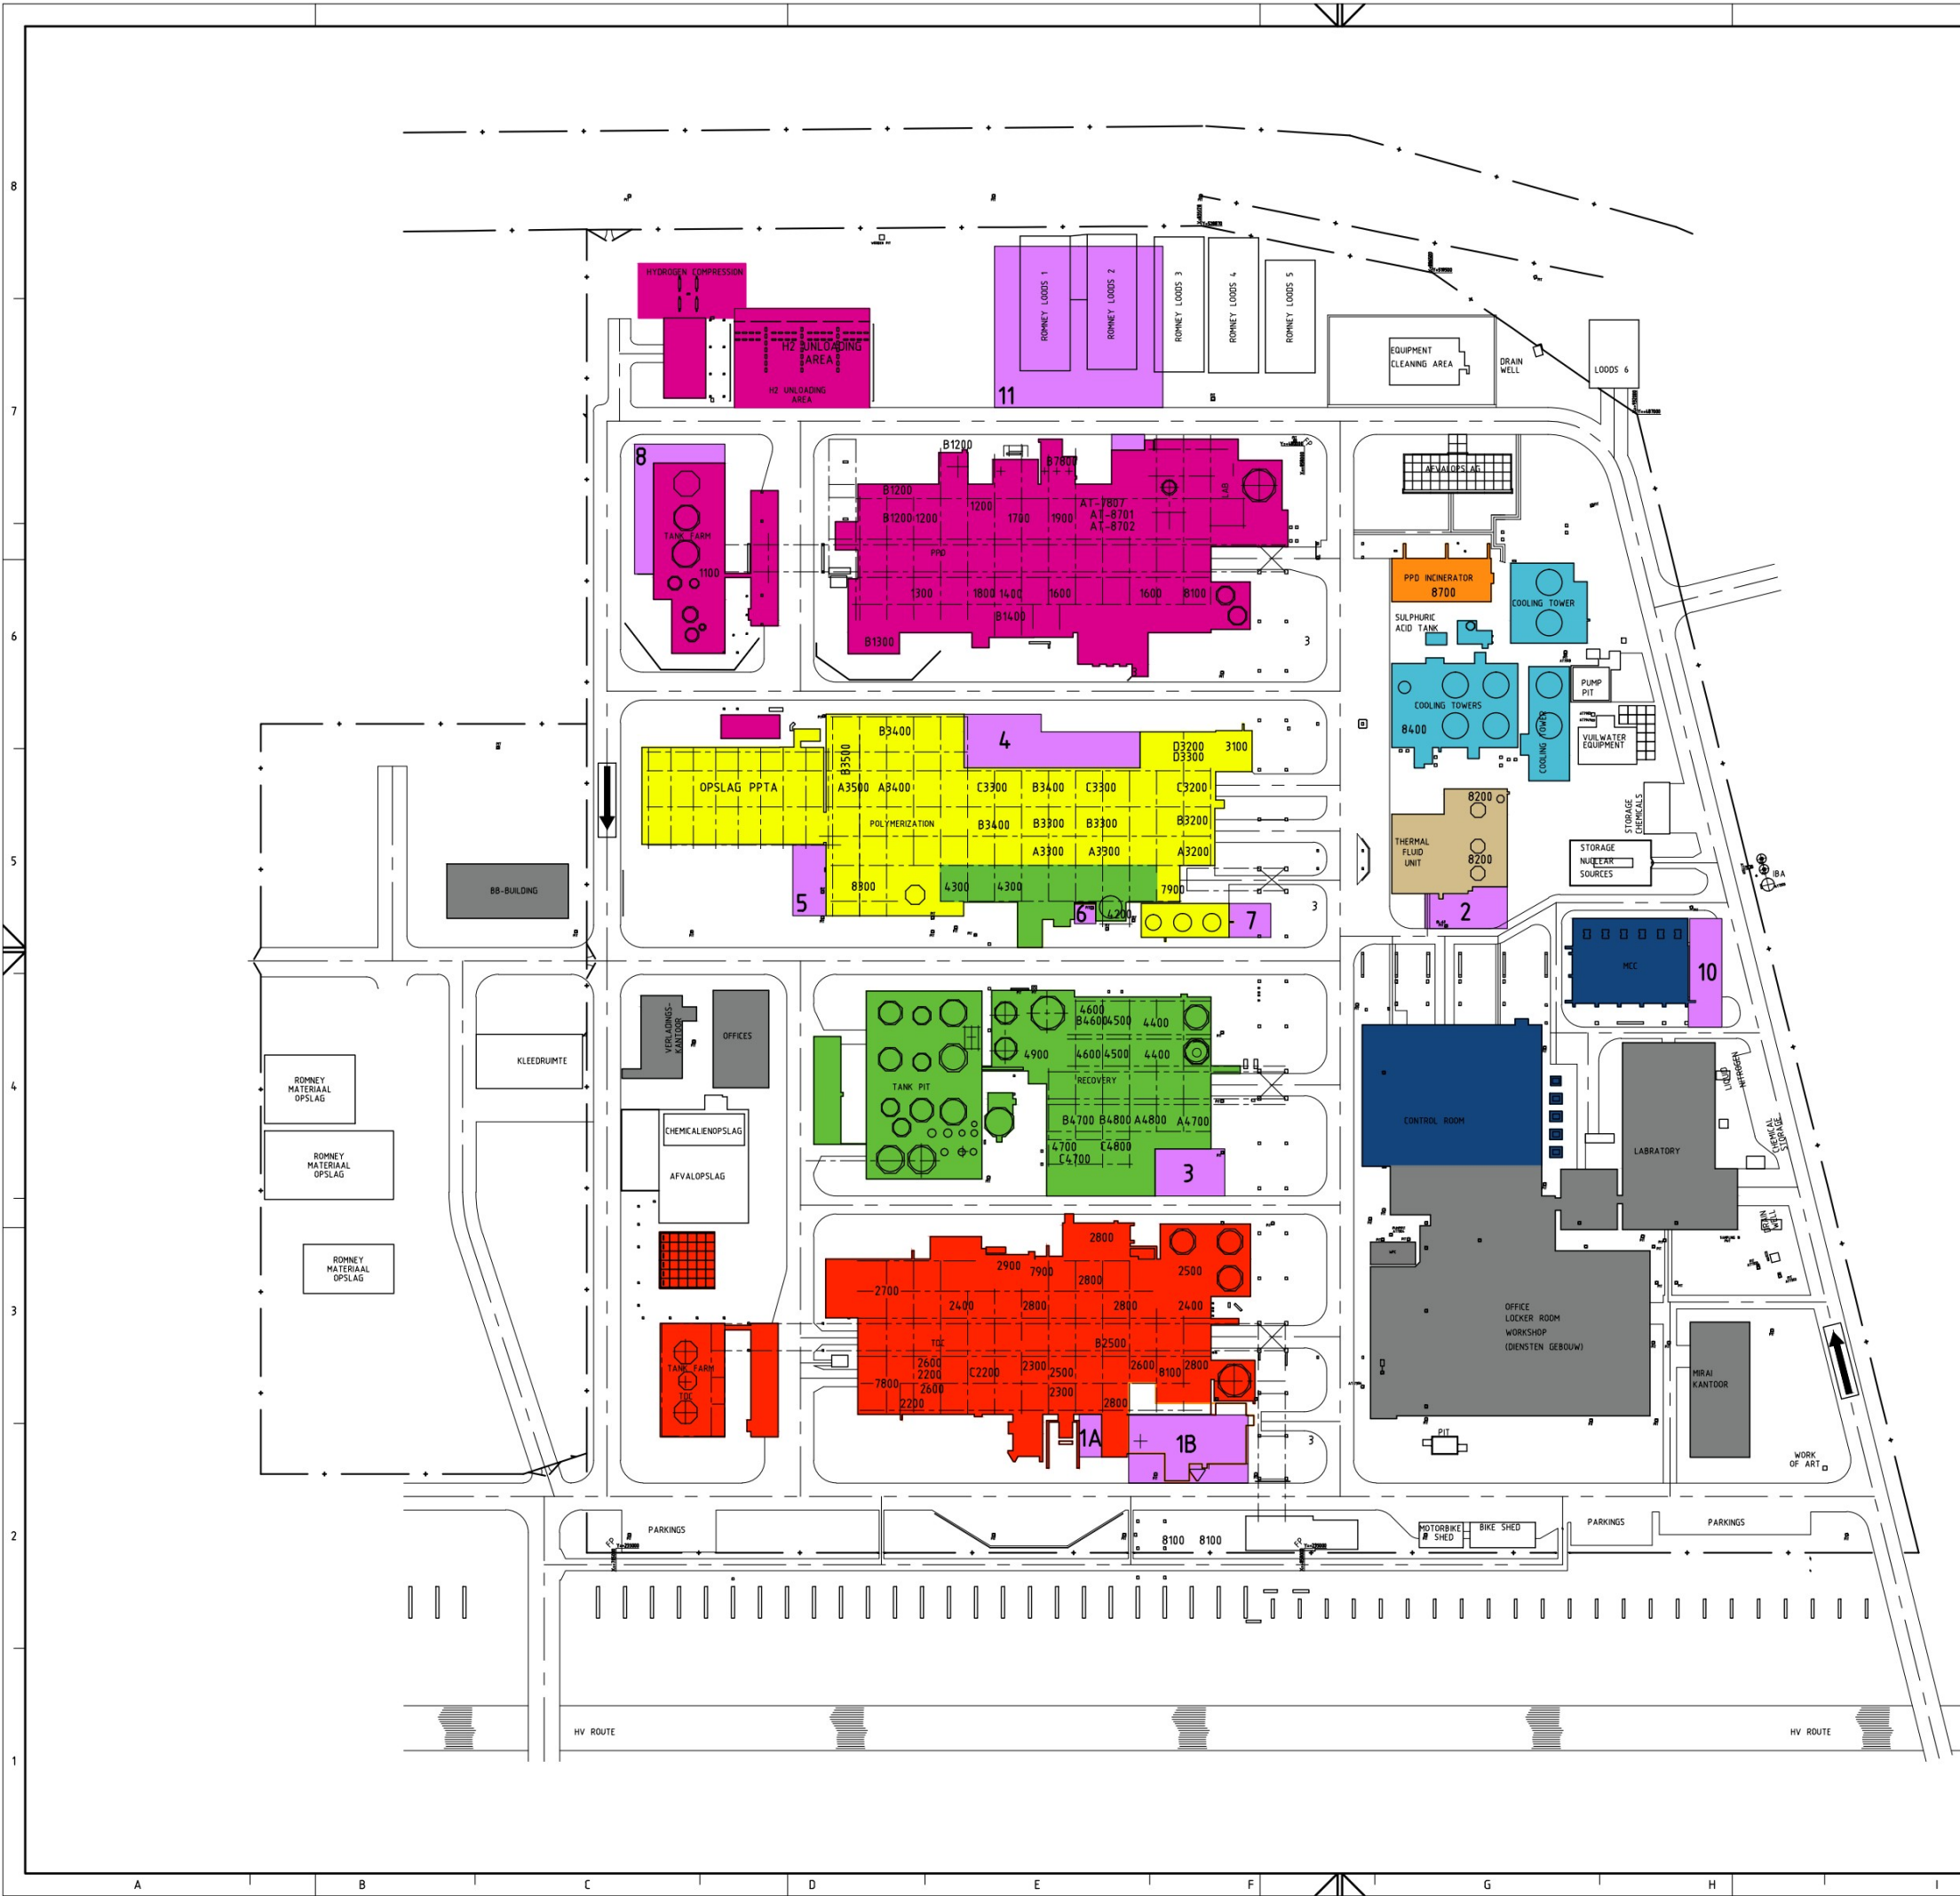 8
HYDROGEN COMPRESSION
H2 UNLOADING
AREA
H2 UNLOADING
AREA
ROMNEY LOODS 1
ROMNEY LOODS 2
ROMNEY LOODS 3
ROMNEY LOODS 4
ROMNEY LOODS 5
11
EQUIPMENT
CLEANING AREA
DRAIN
WELL
LOODS 6
7
8
TANK FARM
1100
B1200
B7807
B1200
1200
B1200
1200
1700
1900
AT-7807
AT-8701
AT-8702
LAB
PPD
1300
1800
1400
1600
1600
8100
B1400
B1300
3
AFVALOPSLAG
PPD INCINERATOR
8700
COOLING TOWER
SULPHURIC
ACID TANK
6
COOLING TOWERS
8400
COOLING TOWER
PUMP
PIT
VUILWATER
EQUIPMENT
STORAGE
CHEMICALS
B3400
B3500
4
D3200
D3300
3100
OPSLAG PPTA
A3500
A3400
C3300
B3400
C3300
C3200
POLYMERIZATION
B3400
B3300
B3300
B3200
A3300
A3300
A3200
8300
4300
4300
7900
5
6
4200
7
3
5
THERMAL
FLUID
UNIT
8200
8200
2
STORAGE
NUCLEAR
SOURCES
IBA
BB-BUILDING
MCC
10
KLEEDRUIMTE
VERLADINGS-
KANTOOR
OFFICES
ROMNEY
MATERIAAL
OPSLAG
ROMNEY
MATERIAAL
OPSLAG
ROMNEY
MATERIAAL
OPSLAG
CHEMICALIENOPSLAG
AFVALOPSLAG
4
TANK PIT
4600
B4600
4500
4400
4900
4600
4500
4400
RECOVERY
B4700
B4800
A4800
A4700
4700
C4700
C4800
3
CONTROL ROOM
LABRATORY
LIQUID
NITROGEN
CHEMICAL
STORAGE
DRAIN
WELL
3
2800
2900
7900
2800
2500
2700
2400
2800
2800
2400
TDC
B2500
2600
2200
2600
C2200
2300
2500
2300
2600
8100
2800
7800
2200
2800
1A
1B
3
TANK FARM
TDC
OFFICE
LOCKER ROOM
WORKSHOP
(DIENSTEN GEBOUW)
MIRAI
KANTOOR
PIT
WORK
OF ART
2
PARKINGS
FP
8100
8100
FP
MOTORBIKE
SHED
BIKE SHED
PARKINGS
PARKINGS
HV ROUTE
HV ROUTE
1
A
B
C
D
E
F
G
H
I